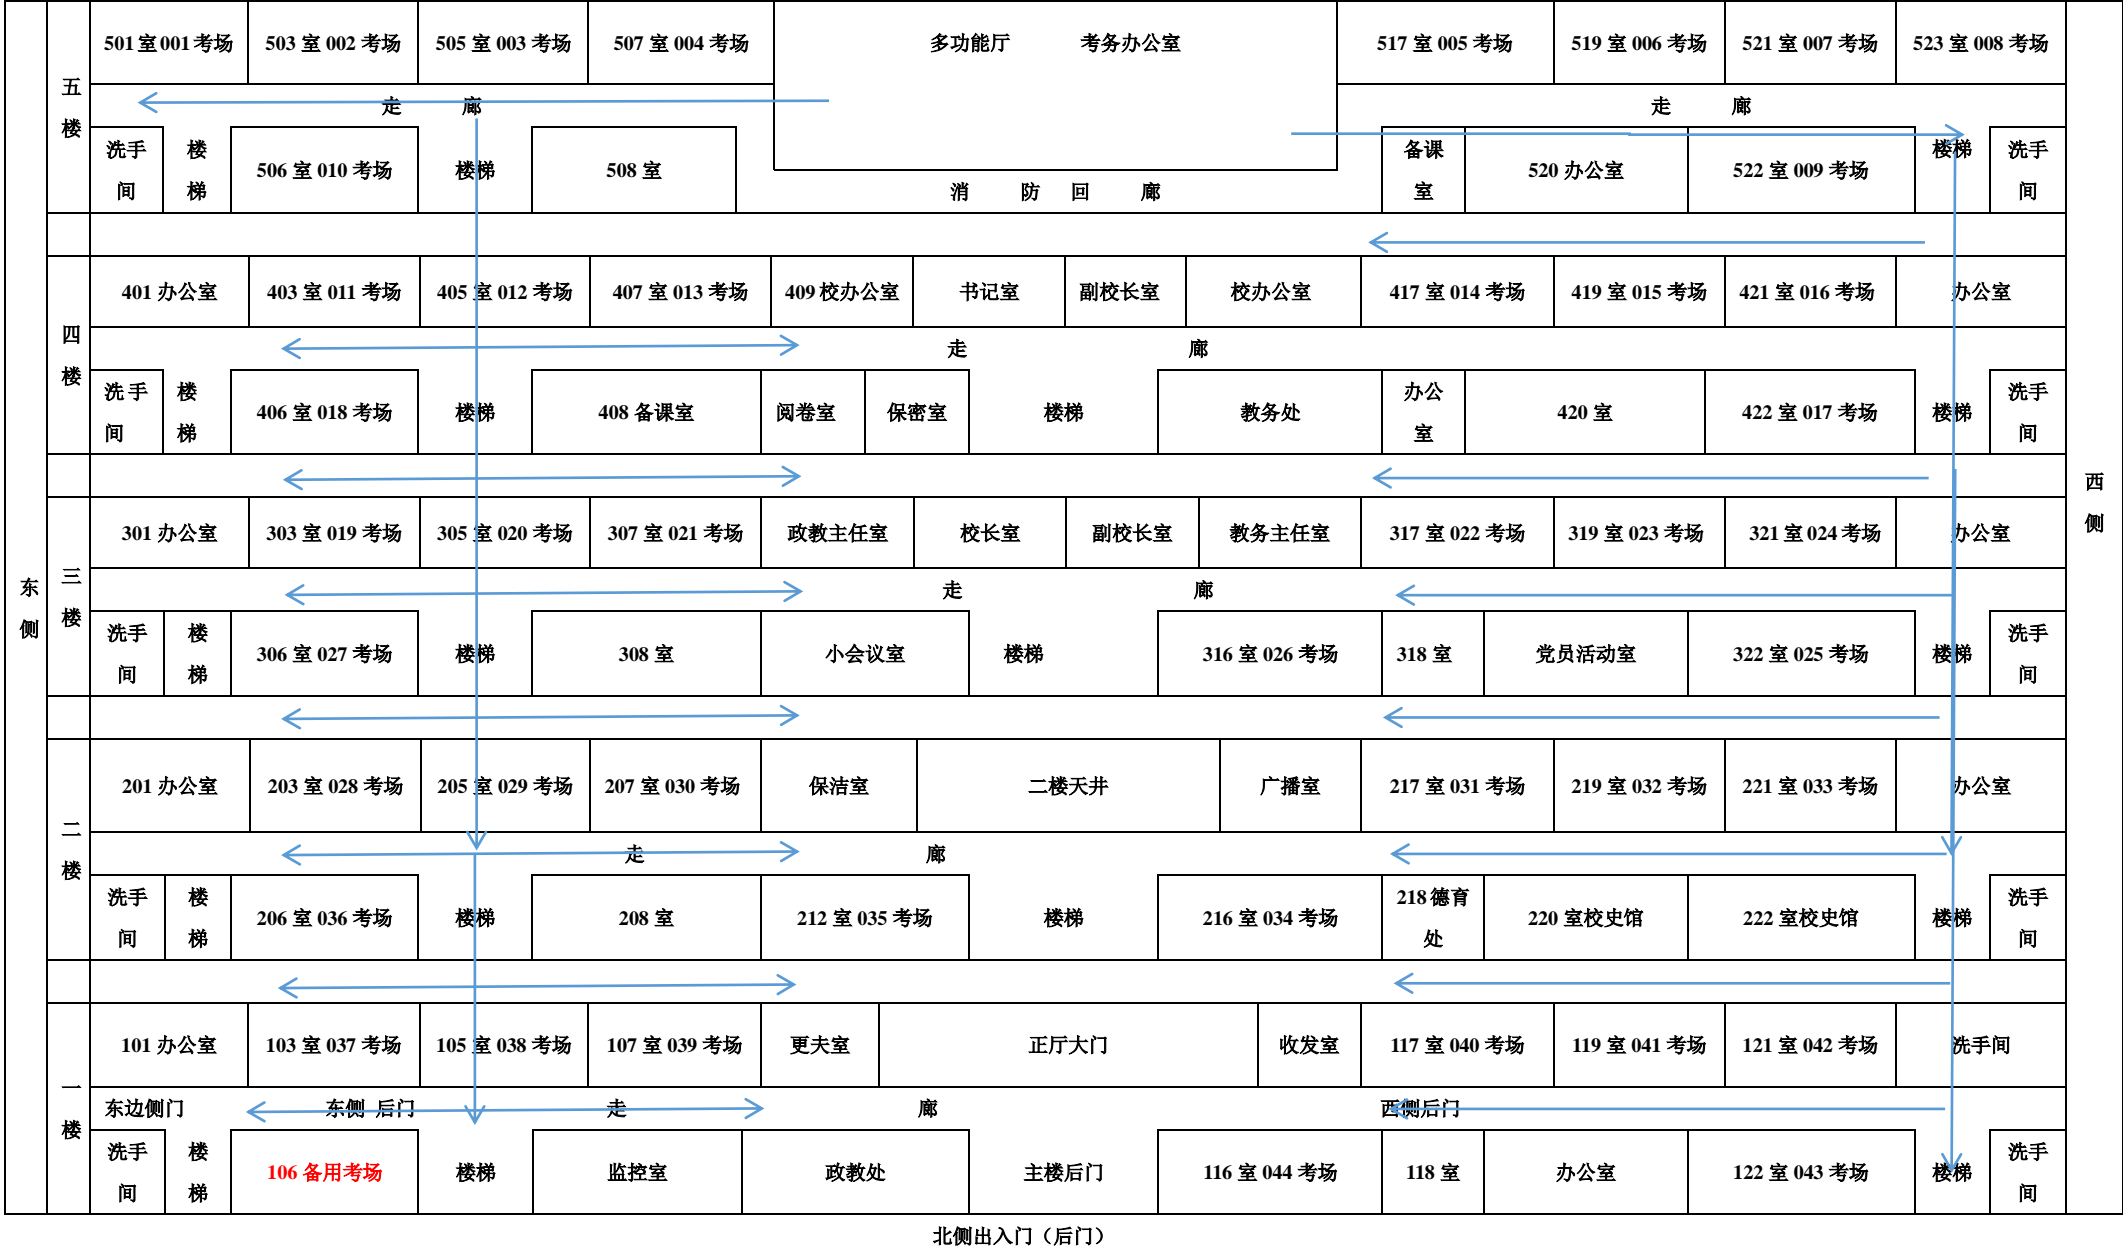 东侧
西侧
五楼
501室001考场 503室002考场 505室003考场 507室004考场 多功能厅 考务办公室 517室005考场 519室006考场 521室007考场 523室008考场
走 廊 走 廊
洗手间 楼梯 506室010考场 楼梯 508室 消 防 回 廊 备课室 520办公室 522室009考场 楼梯 洗手间
四楼
401办公室 403室011考场 405室012考场 407室013考场 409校办公室 书记室 副校长室 校办公室 417室014考场 419室015考场 421室016考场 办公室
走 廊
洗手间 楼梯 406室018考场 楼梯 408备课室 阅卷室 保密室 楼梯 教务处 办公室 420室 422室017考场 楼梯 洗手间
三楼
301办公室 303室019考场 305室020考场 307室021考场 政教主任室 校长室 副校长室 教务主任室 317室022考场 319室023考场 321室024考场 办公室
走 廊
洗手间 楼梯 306室027考场 楼梯 308室 小会议室 楼梯 316室026考场 318室 党员活动室 322室025考场 楼梯 洗手间
二楼
201办公室 203室028考场 205室029考场 207室030考场 保洁室 二楼天井 广播室 217室031考场 219室032考场 221室033考场 办公室
走 廊
洗手间 楼梯 206室036考场 楼梯 208室 212室035考场 楼梯 216室034考场 218德育处 220室校史馆 222室校史馆 楼梯 洗手间
一楼
101办公室 103室037考场 105室038考场 107室039考场 更夫室 正厅大门 收发室 117室040考场 119室041考场 121室042考场 洗手间
东边侧门 东侧 后门 走 廊 西侧后门
洗手间 楼梯 106备用考场 楼梯 监控室 政教处 主楼后门 116室044考场 118室 办公室 122室043考场 楼梯 洗手间
北侧出入门（后门）